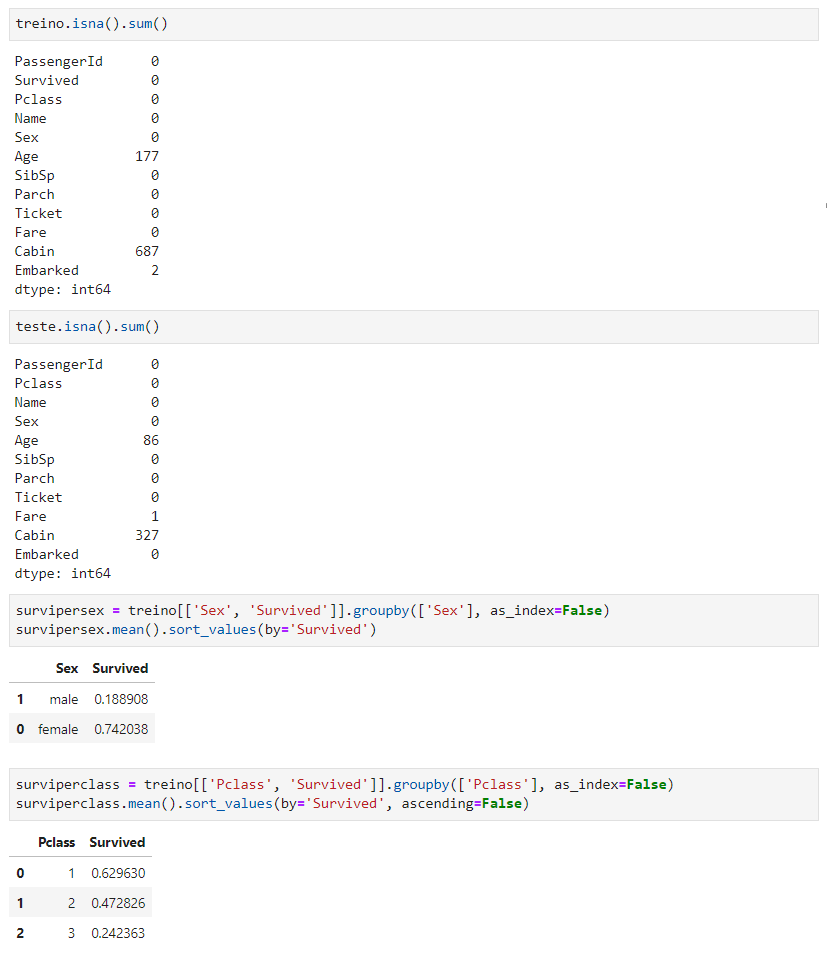 treino.isna().sum()
PassengerId 0
Survived 0
Pclass 0
Name 0
Sex 0
Age 177
SibSp 0
Parch 0
Ticket 0
Fare 0
Cabin 687
Embarked 2
dtype: int64
teste.isna().sum()
PassengerId 0
Pclass 0
Name 0
Sex 0
Age 86
SibSp 0
Parch 0
Ticket 0
Fare 1
Cabin 327
Embarked 0
dtype: int64
survipersex = treino[['Sex', 'Survived']].groupby(['Sex'], as_index=False)
survipersex.mean().sort_values(by='Survived')
Sex Survived
1 male 0.188908
0 female 0.742038
surviperclass = treino[['Pclass', 'Survived']].groupby(['Pclass'], as_index=False)
surviperclass.mean().sort_values(by='Survived', ascending=False)
Pclass Survived
0 1 0.629630
1 2 0.472826
2 3 0.242363